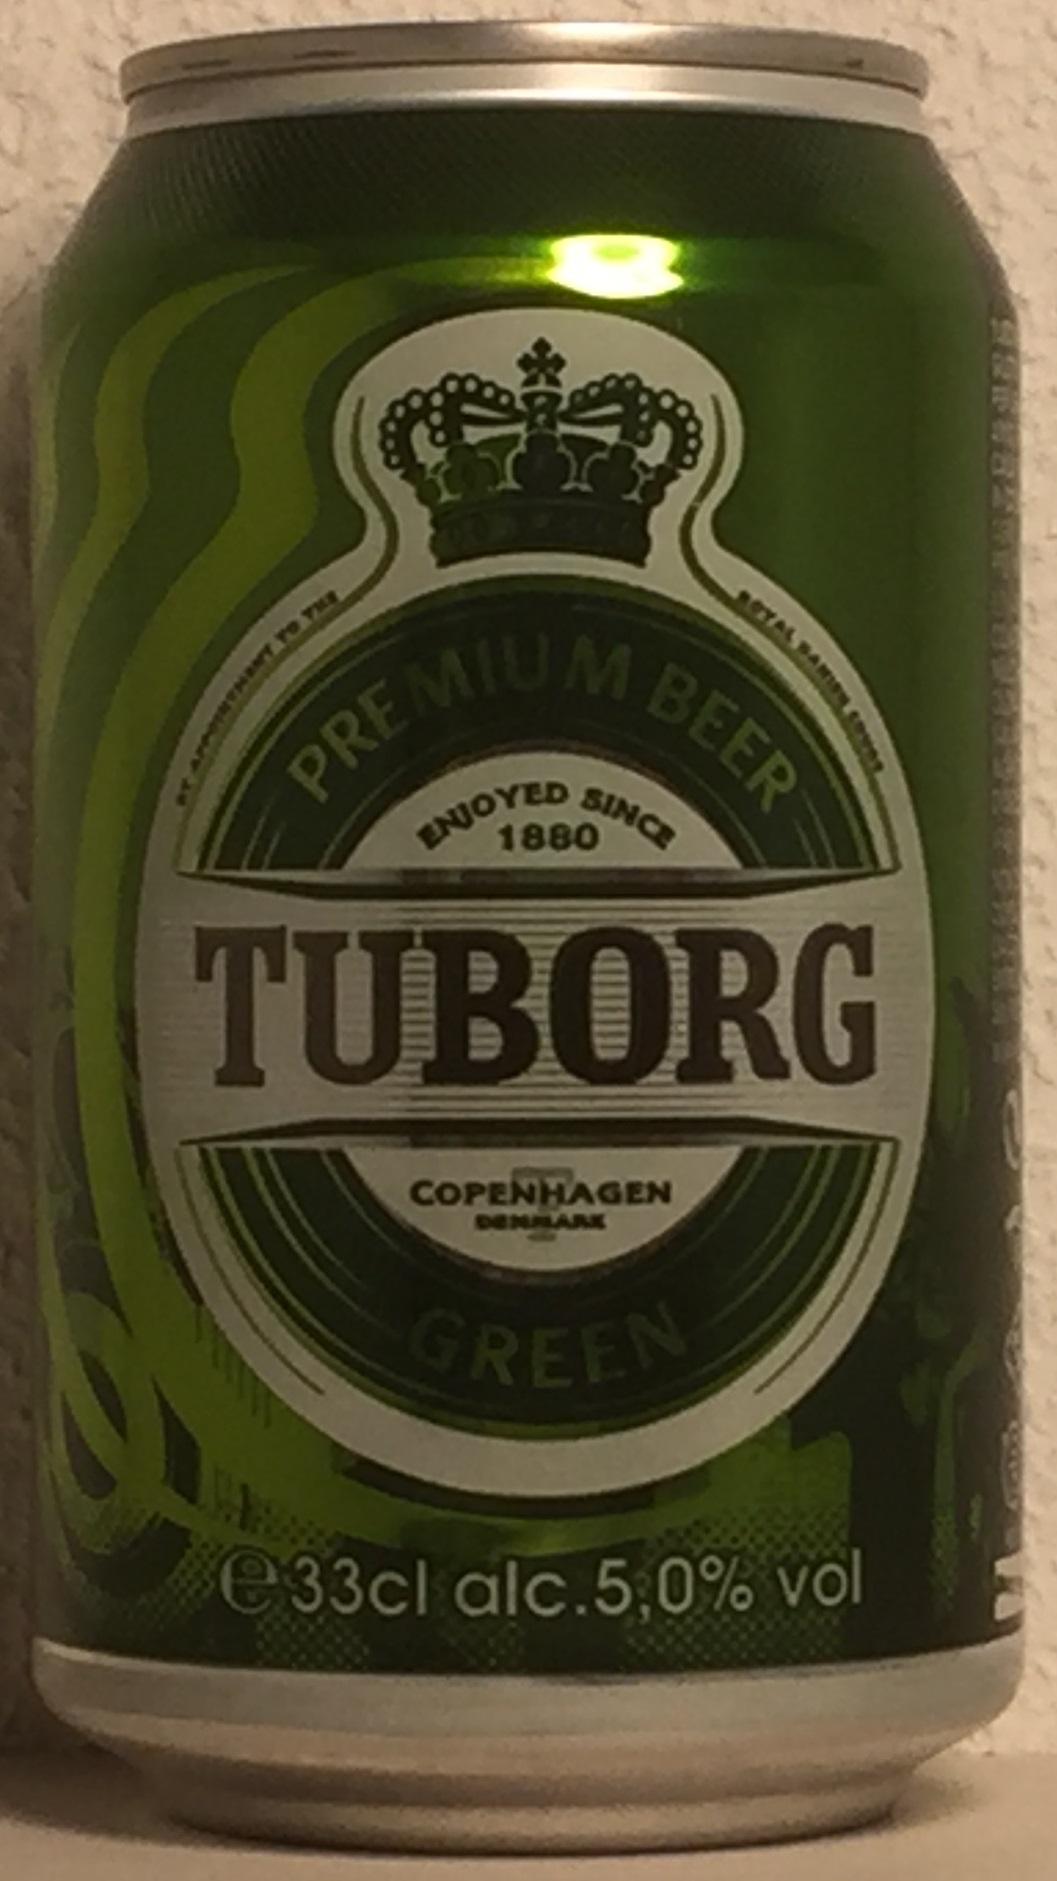 BY APPOINTMENT TO THE
ROYAL DANISH COURT
PREMIUM BEER
ENJOYED SINCE
1880
TUBORG
COPENHAGEN
DENMARK
GREEN
e33cl alc.5,0% vol